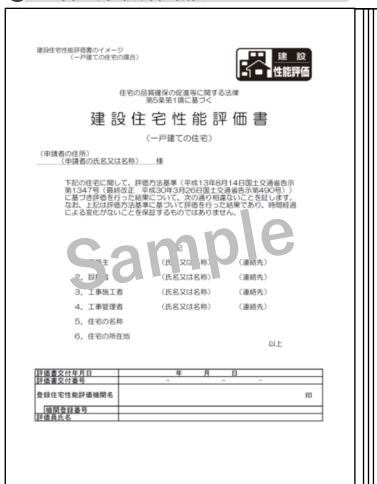 建設住宅性能評価書のイメージ
（一戸建ての住宅の場合）
建設
性能評価
住宅の品質確保の促進等に関する法律
第5条第1項に基づく
建設住宅性能評価書
（一戸建ての住宅）
（申請者の住所）
（申請者の氏名又は名称） 様
下記の住宅に関して、評価方法基準（平成13年8月14日国土交通省告示
第1347号（最終改正 平成30年3月26日国土交通省告示第490号））
に基づき評価を行った結果について、次の通り相違ないことを証します。
なお、上記は評価方法基準に基づいて評価を行った結果であり、時間経過
による変化がないことを保証するものではありません。
記
Sample
主 （氏名又は名称） （連絡先）
2、設 者 （氏名又は名称） （連絡先）
3、工事施工者 （氏名又は名称） （連絡先）
4、工事管理者 （氏名又は名称） （連絡先）
5、住宅の名称
6、住宅の所在地
以上
評価書交付年月日 年 月 日
評価書交付番号 - - -
登録住宅性能評価機関名 印
機関登録番号
評価員氏名